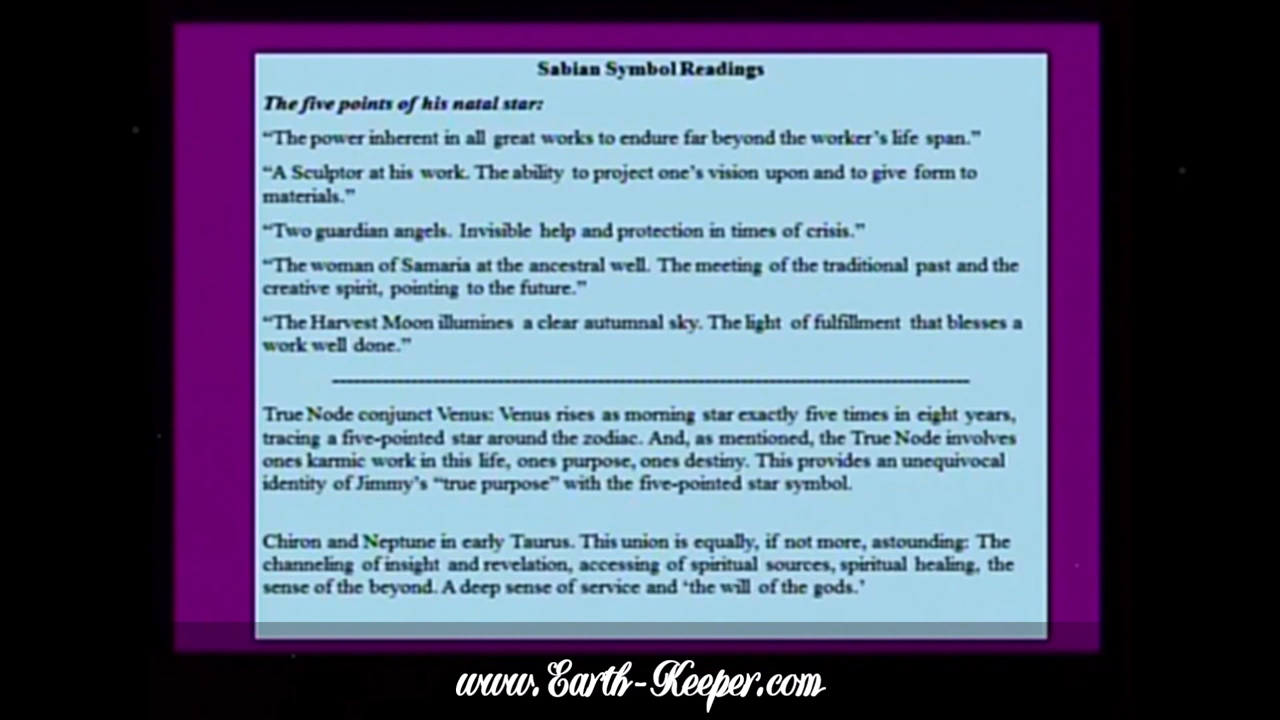 Sabian Symbol Readings
The five points of his natal star:
“The power inherent in all great works to endure far beyond the worker’s life span.”
“A Sculptor at his work. The ability to project one’s vision upon and to give form to
materials.”
“Two guardian angels. Invisible help and protection in times of crisis.”
“The woman of Samaria at the ancestral well. The meeting of the traditional past and the
creative spirit, pointing to the future.”
“The Harvest Moon illumines a clear autumnal sky. The light of fulfillment that blesses a
work well done.”
True Node conjunct Venus: Venus rises as morning star exactly five times in eight years,
tracing a five-pointed star around the zodiac. And, as mentioned, the True Node involves
ones karmic work in this life, ones purpose, ones destiny. This provides an unequivocal
identity of Jimmy’s “true purpose” with the five-pointed star symbol.
Chiron and Neptune in early Taurus. This union is equally, if not more, astounding: The
channeling of insight and revelation, accessing of spiritual sources, spiritual healing, the
sense of the beyond. A deep sense of service and ‘the will of the gods.’
www.Earth-Keeper.com